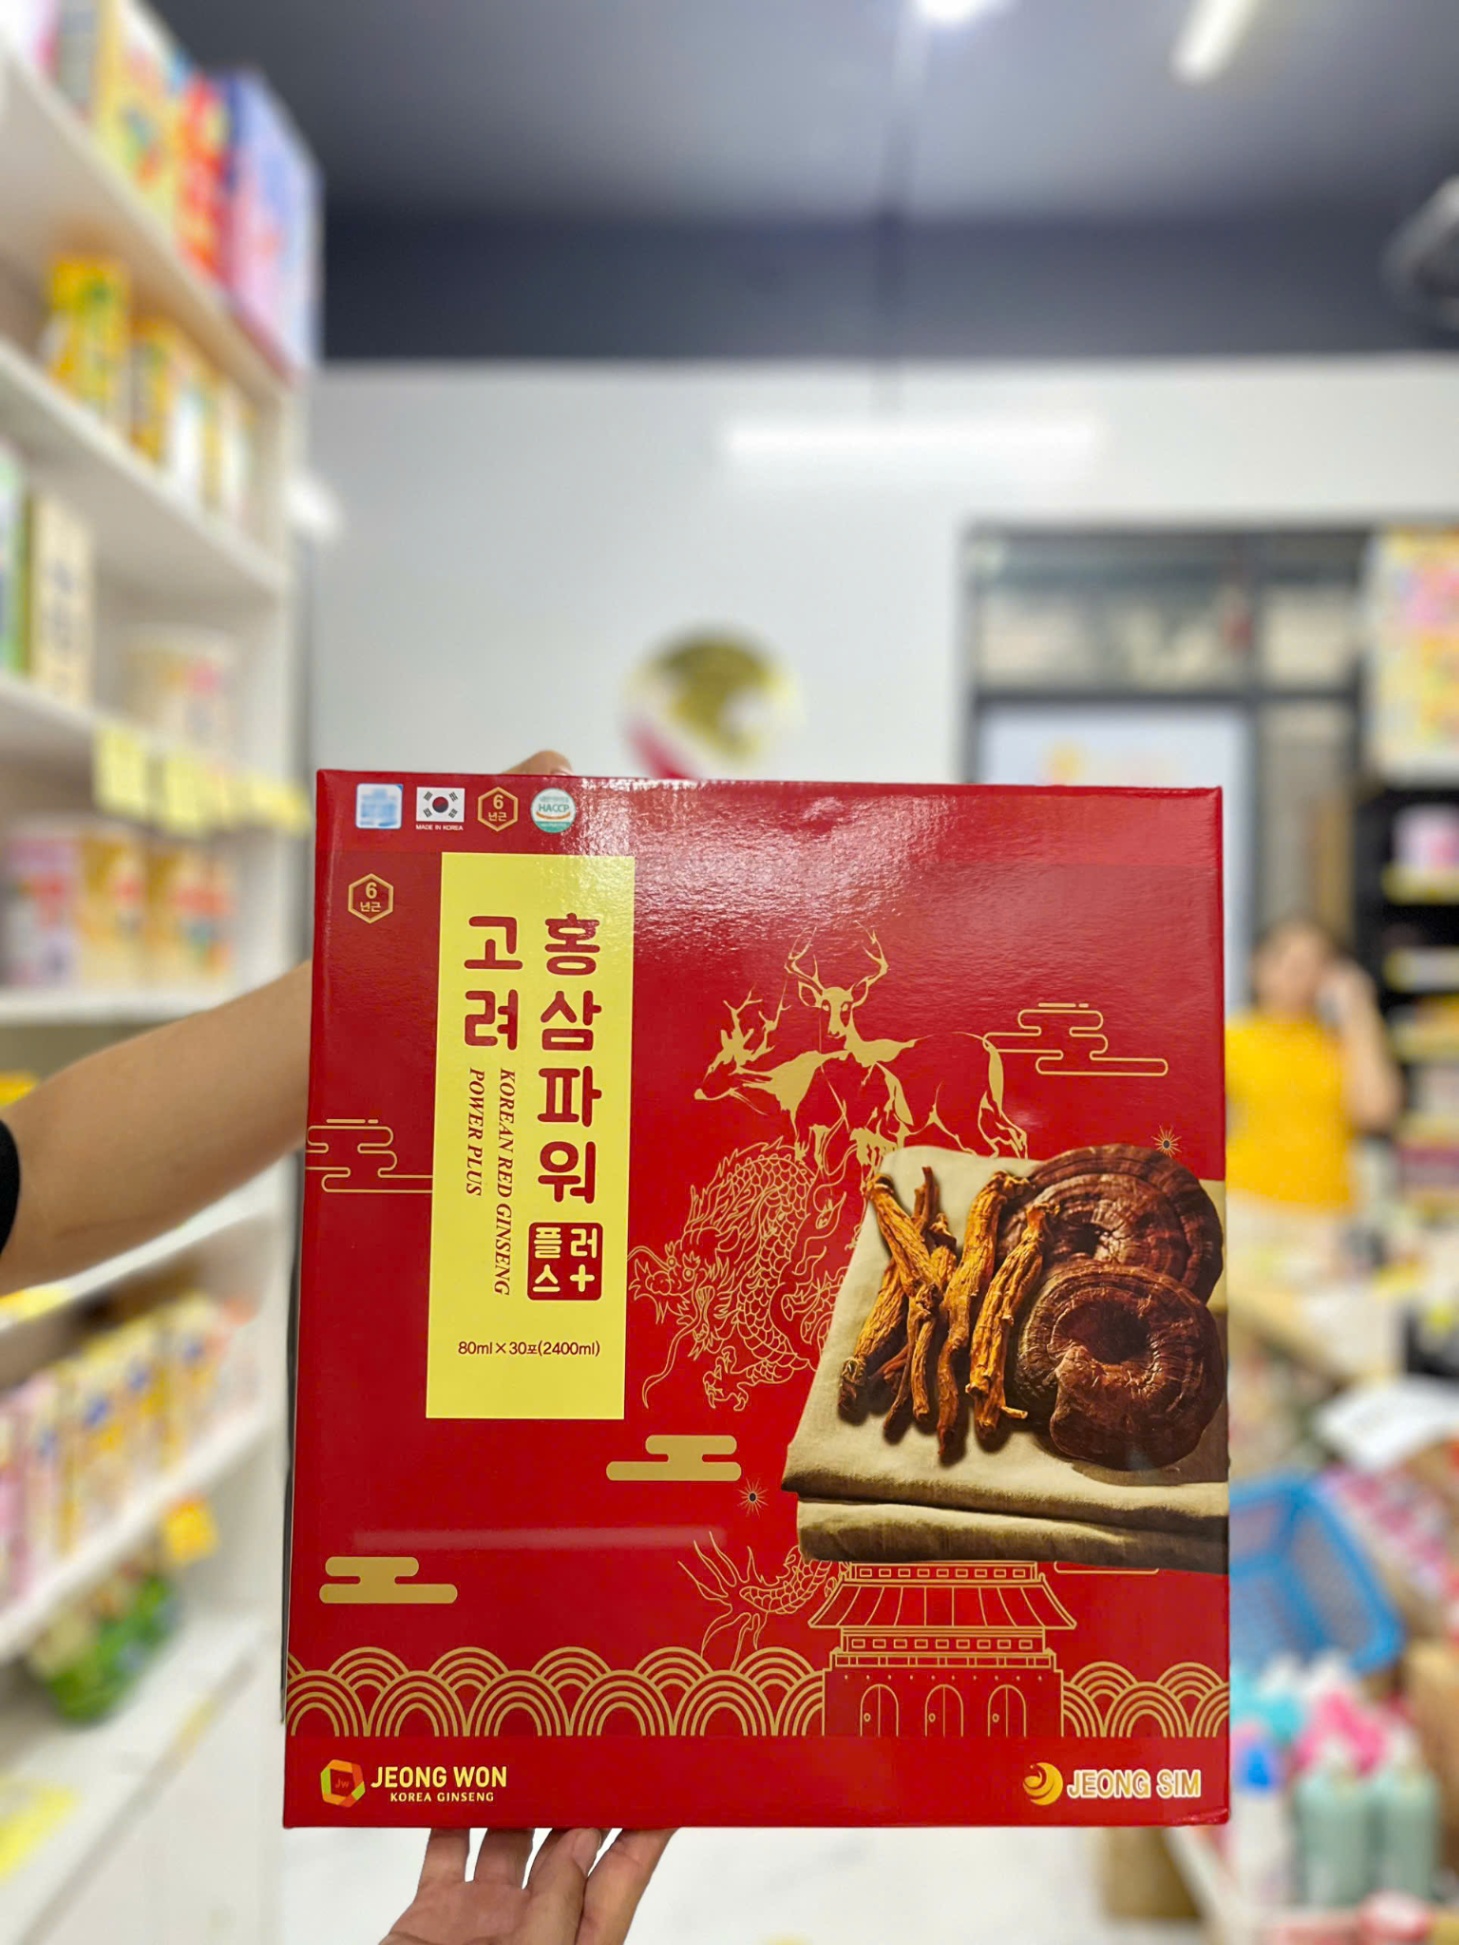 MADE IN KOREA
6
년근
HACCP
6
년근
고려
홍삼파워
플러
스+
KOREAN RED GINSENG
POWER PLUS
80ml×30포(2400ml)
Jw
JEONG WON
KOREA GINSENG
JEONG SIM